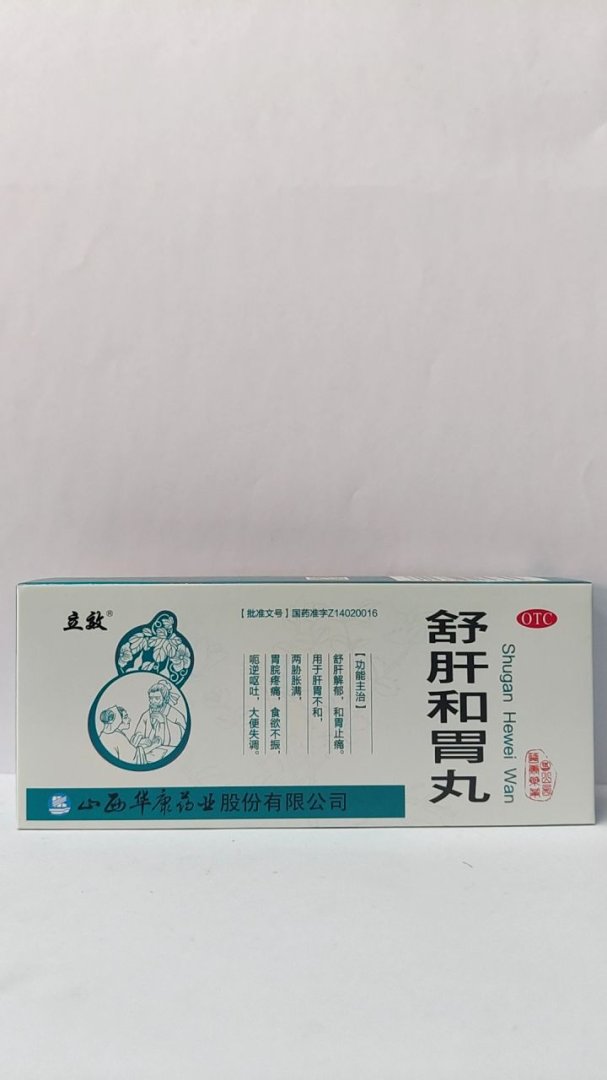 立效®
【批准文号】国药准字Z14020016
【功能主治】
舒肝解郁，和胃止痛。
用于肝胃不和，
两胁胀满，
胃脘疼痛，食欲不振，
呃逆呕吐，大便失调。
舒肝和胃丸
Shugan Hewei Wan
OTC
山西华康药业股份有限公司